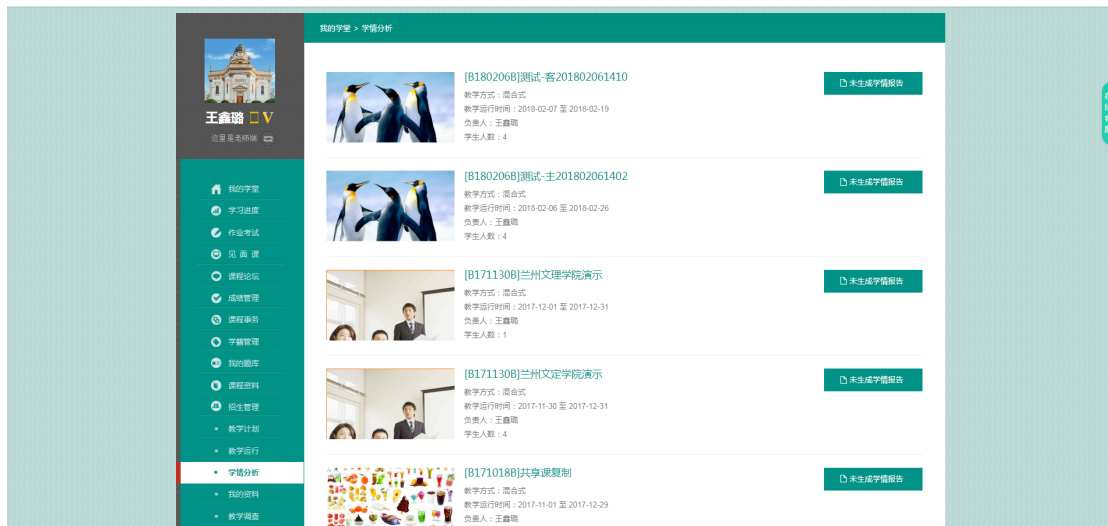 我的学堂 > 学情分析
王鑫璐 V
这里是老师端
我的学堂
学习进度
作业考试
见 面 课
课程论坛
成绩管理
课程事务
学籍管理
我的题库
课程资料
招生管理
教学计划
教学运行
学情分析
我的资料
教学调查
[B180206B]测试-客201802061410
教学方式：混合式
教学运行时间：2018-02-07 至 2018-02-19
负责人：王鑫璐
学生人数：4
未生成学情报告
[B180206B]测试-主201802061402
教学方式：混合式
教学运行时间：2018-02-06 至 2018-02-26
负责人：王鑫璐
学生人数：4
未生成学情报告
[B171130B]兰州文理学院演示
教学方式：混合式
教学运行时间：2017-12-01 至 2017-12-31
负责人：王鑫璐
学生人数：1
未生成学情报告
[B171130B]兰州文定学院演示
教学方式：混合式
教学运行时间：2017-11-30 至 2017-12-31
负责人：王鑫璐
学生人数：4
未生成学情报告
[B171018B]共享课复制
教学方式：混合式
教学运行时间：2017-11-01 至 2017-12-29
负责人：王鑫璐
未生成学情报告